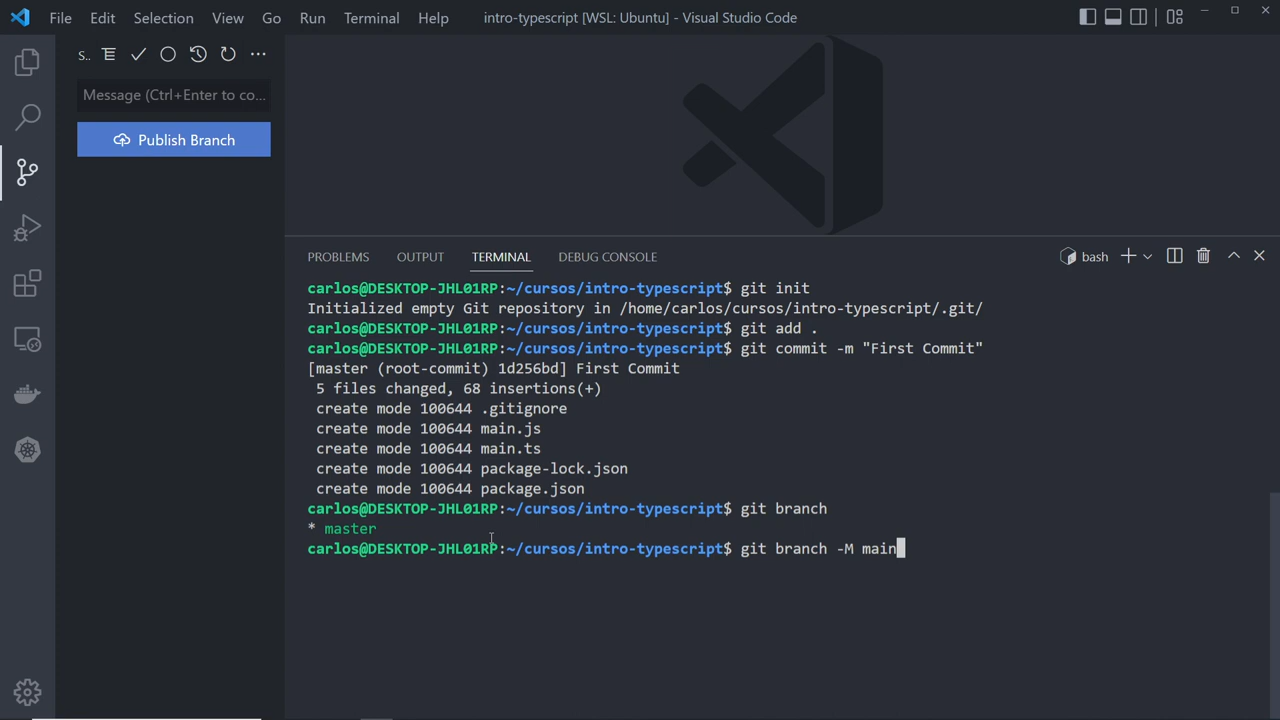 File Edit Selection View Go Run Terminal Help intro-typescript [WSL: Ubuntu] - Visual Studio Code
S..
Message (Ctrl+Enter to co...
Publish Branch
PROBLEMS OUTPUT TERMINAL DEBUG CONSOLE bash
carlos@DESKTOP-JHL01RP:~/cursos/intro-typescript$ git init
Initialized empty Git repository in /home/carlos/cursos/intro-typescript/.git/
carlos@DESKTOP-JHL01RP:~/cursos/intro-typescript$ git add .
carlos@DESKTOP-JHL01RP:~/cursos/intro-typescript$ git commit -m "First Commit"
[master (root-commit) 1d256bd] First Commit
5 files changed, 68 insertions(+)
create mode 100644 .gitignore
create mode 100644 main.js
create mode 100644 main.ts
create mode 100644 package-lock.json
create mode 100644 package.json
carlos@DESKTOP-JHL01RP:~/cursos/intro-typescript$ git branch
* master
carlos@DESKTOP-JHL01RP:~/cursos/intro-typescript$ git branch -M main